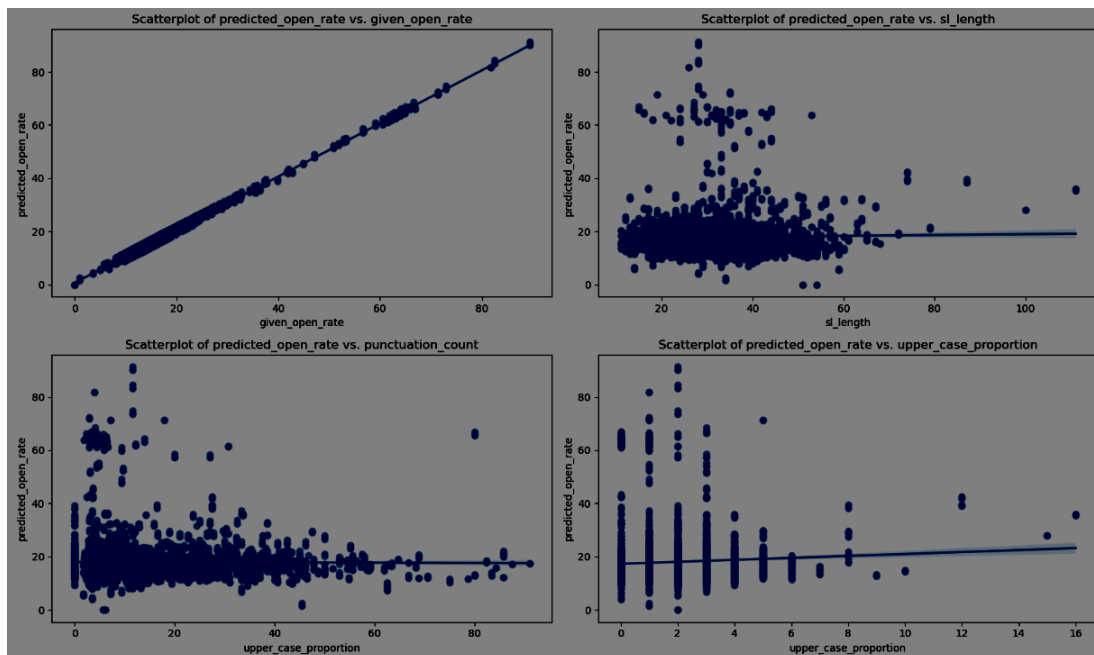 Scatterplot of predicted_open_rate vs. given_open_rate
predicted_open_rate
80
60
40
20
0
0 20 40 60 80
given_open_rate
Scatterplot of predicted_open_rate vs. sl_length
predicted_open_rate
80
60
40
20
0
20 40 60 80 100
sl_length
Scatterplot of predicted_open_rate vs. punctuation_count
predicted_open_rate
80
60
40
20
0
0 20 40 60 80
upper_case_proportion
Scatterplot of predicted_open_rate vs. upper_case_proportion
predicted_open_rate
80
60
40
20
0
0 2 4 6 8 10 12 14 16
upper_case_proportion